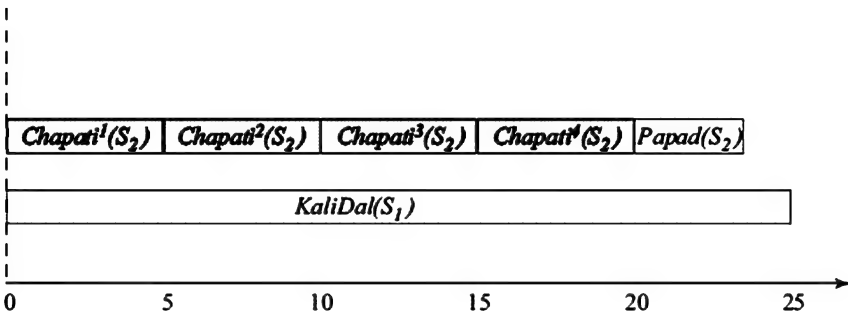 Chapati¹(S₂) Chapati²(S₂) Chapati³(S₂) Chapati⁴(S₂) Papad(S₂)
KaliDal(S₁)
0 5 10 15 20 25